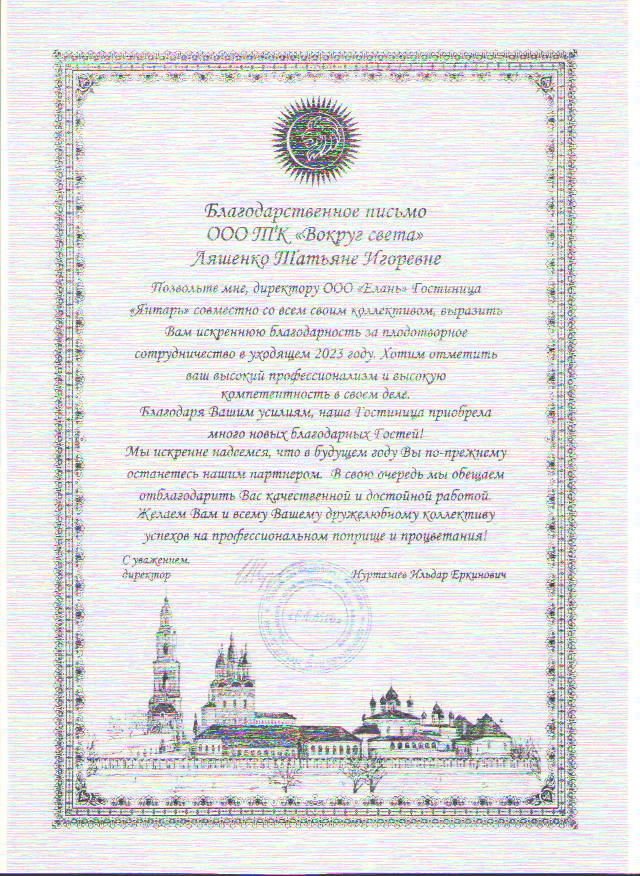 Благодарственное письмо
ООО ТК «Вокруг света»
Ляшенко Татьяне Игоревне
Позвольте мне, директору ООО «Елань» Гостиница
«Янтарь» совместно со всем своим коллективом, выразить
Вам искреннюю благодарность за плодотворное
сотрудничество в уходящем 2023 году. Хотим отметить
ваш высокий профессионализм и высокую
компетентность в своем деле.
Благодаря Вашим усилиям, наша Гостиница приобрела
много новых благодарных Гостей!
Мы искренне надеемся, что в будущем году Вы по-прежнему
останетесь нашим партнером. В свою очередь мы обещаем
отблагодарить Вас качественной и достойной работой.
Желаем Вам и всему Вашему дружелюбному коллективу
успехов на профессиональном поприще и процветания!
С уважением,
директор Нуртазаев Ильдар Еркинович